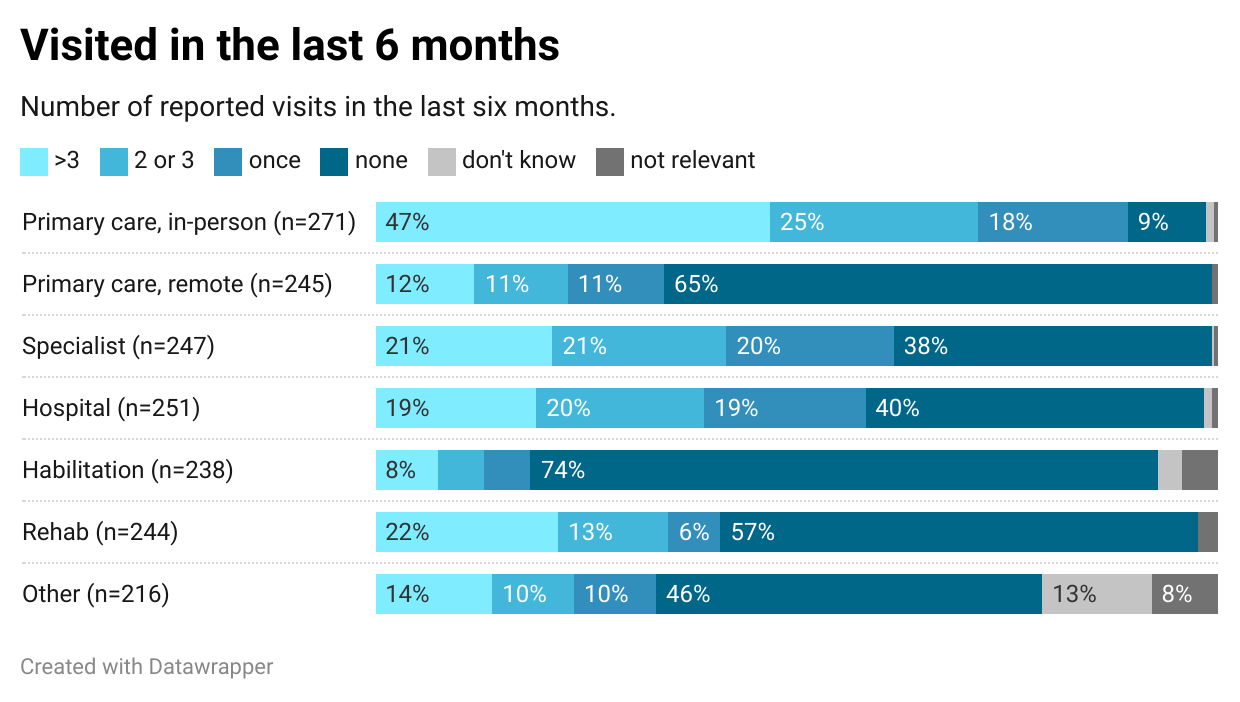 Visited in the last 6 months
Number of reported visits in the last six months.
>3 2 or 3 once none don't know not relevant
Primary care, in-person (n=271) 47% 25% 18% 9%
Primary care, remote (n=245) 12% 11% 11% 65%
Specialist (n=247) 21% 21% 20% 38%
Hospital (n=251) 19% 20% 19% 40%
Habilitation (n=238) 8% 74%
Rehab (n=244) 22% 13% 6% 57%
Other (n=216) 14% 10% 10% 46% 13% 8%
Created with Datawrapper